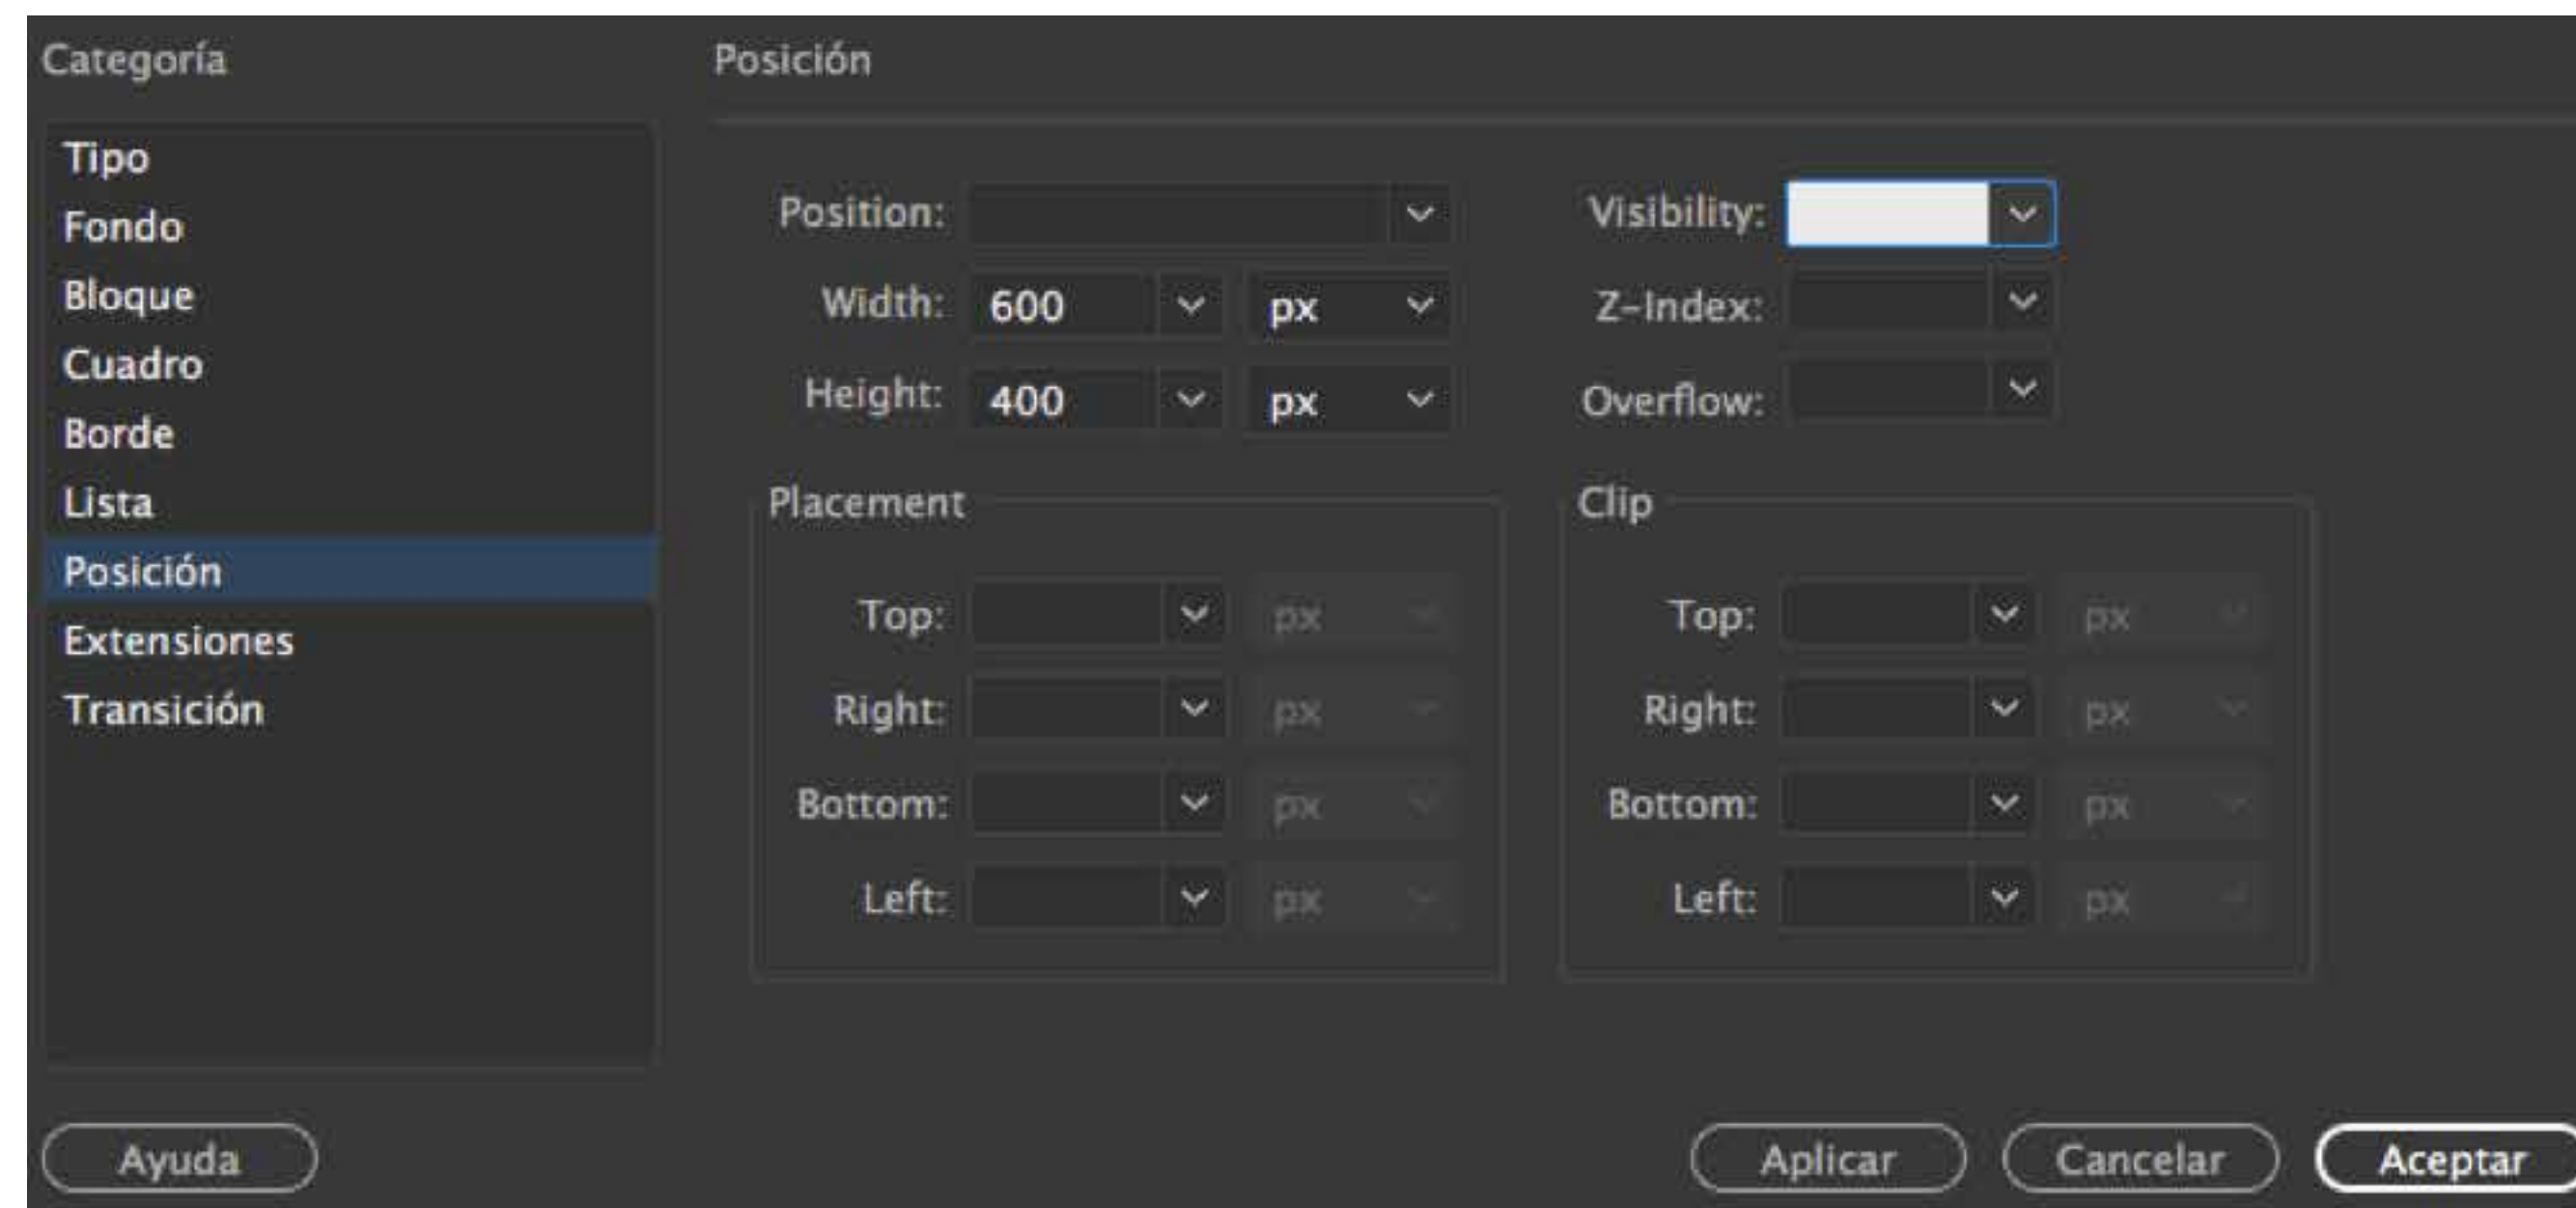 Categoría
Tipo
Fondo
Bloque
Cuadro
Borde
Lista
Posición
Extensiones
Transición
Posición
Position:
Width: 600 px
Height: 400 px
Visibility:
Z-Index:
Overflow:
Placement
Top: px
Right: px
Bottom: px
Left: px
Clip
Top: px
Right: px
Bottom: px
Left: px
Ayuda
Aplicar
Cancelar
Aceptar